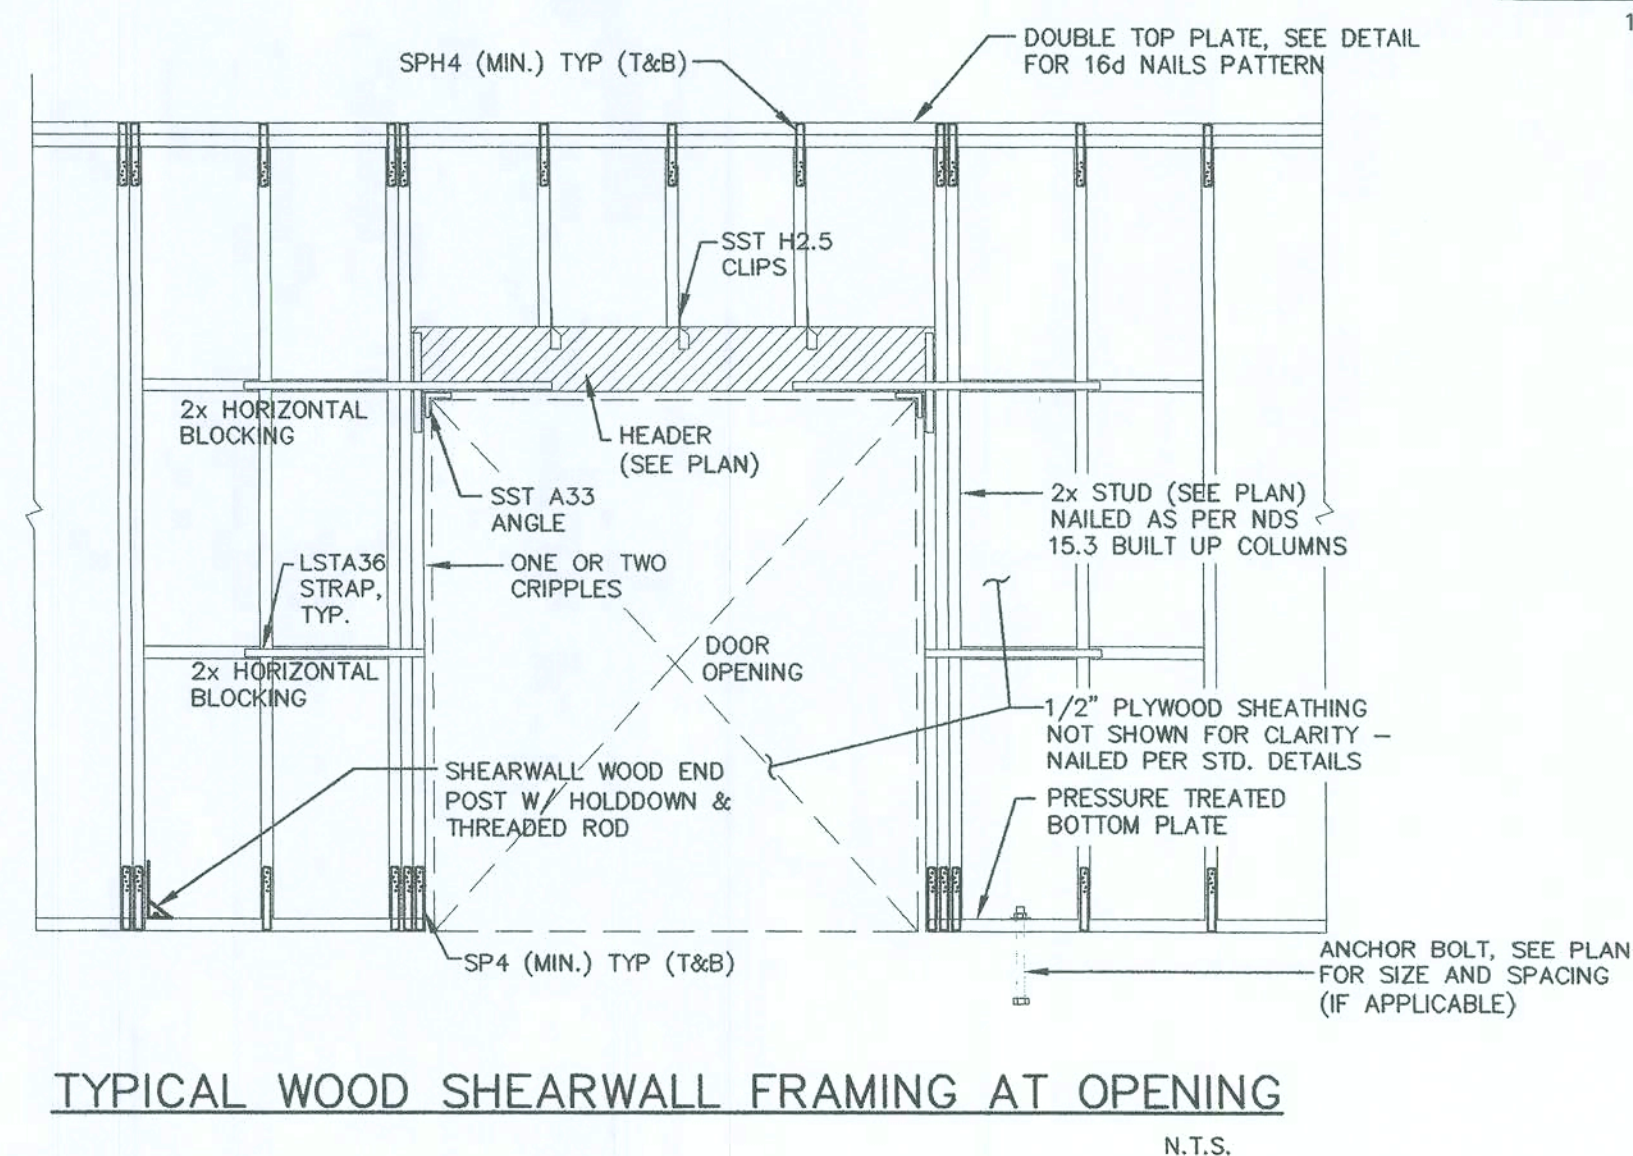 1
DOUBLE TOP PLATE, SEE DETAIL
FOR 16d NAILS PATTERN
SPH4 (MIN.) TYP (T&B)
SST H2.5
CLIPS
2x HORIZONTAL
BLOCKING
HEADER
(SEE PLAN)
SST A33
ANGLE
2x STUD (SEE PLAN)
NAILED AS PER NDS
15.3 BUILT UP COLUMNS
LSTA36
STRAP,
TYP.
ONE OR TWO
CRIPPLES
DOOR
OPENING
2x HORIZONTAL
BLOCKING
1/2" PLYWOOD SHEATHING
NOT SHOWN FOR CLARITY –
NAILED PER STD. DETAILS
SHEARWALL WOOD END
POST W/ HOLDDOWN &
THREADED ROD
PRESSURE TREATED
BOTTOM PLATE
SP4 (MIN.) TYP (T&B)
ANCHOR BOLT, SEE PLAN
FOR SIZE AND SPACING
(IF APPLICABLE)
TYPICAL WOOD SHEARWALL FRAMING AT OPENING
N.T.S.